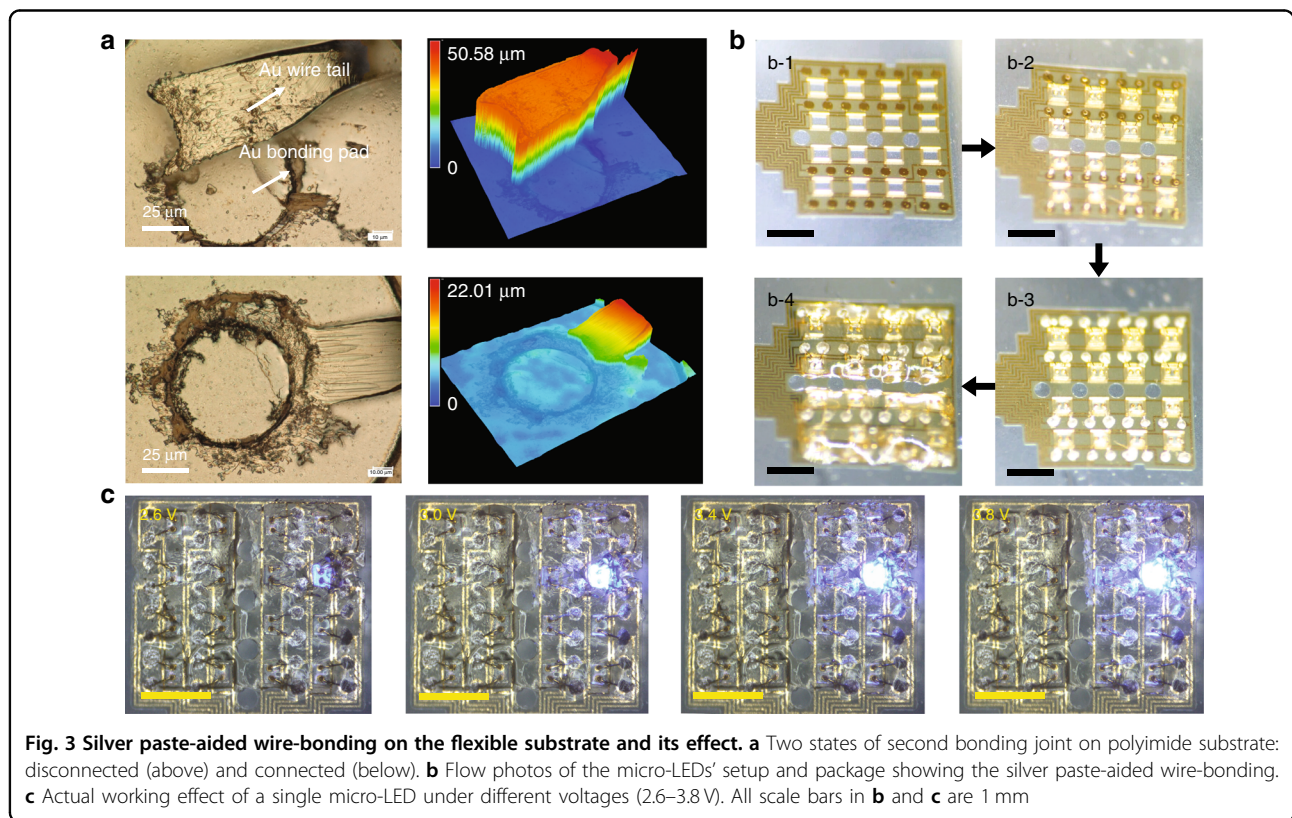 a
Au wire tail
Au bonding pad
25 μm
10 μm
50.58 μm
0
b
b-1
b-2
25 μm
10.00 μm
22.01 μm
0
b-4
b-3
c
2.6 V
3.0 V
3.4 V
3.8 V
Fig. 3 Silver paste-aided wire-bonding on the flexible substrate and its effect. a Two states of second bonding joint on polyimide substrate:
disconnected (above) and connected (below). b Flow photos of the micro-LEDs’ setup and package showing the silver paste-aided wire-bonding.
c Actual working effect of a single micro-LED under different voltages (2.6–3.8 V). All scale bars in b and c are 1 mm